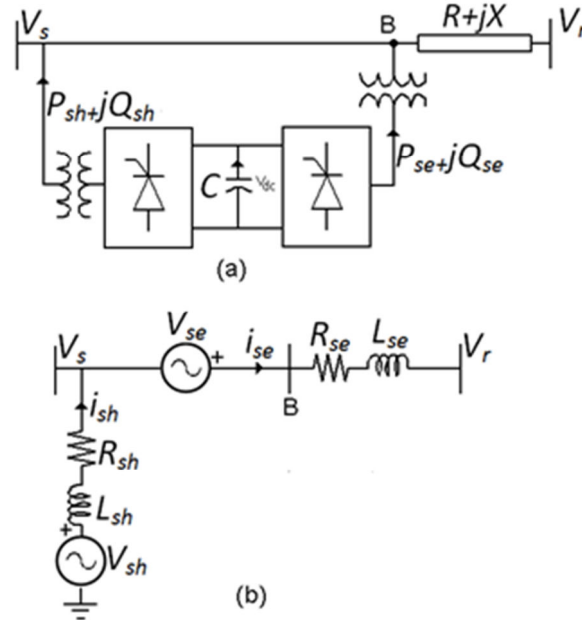 Vs
B
R+jX
Vr
Psh+jQsh
C
Vdc
Pse+jQse
(a)
Vs
Vse
+
ise
Rse
Lse
Vr
B
ish
Rsh
Lsh
+
Vsh
(b)